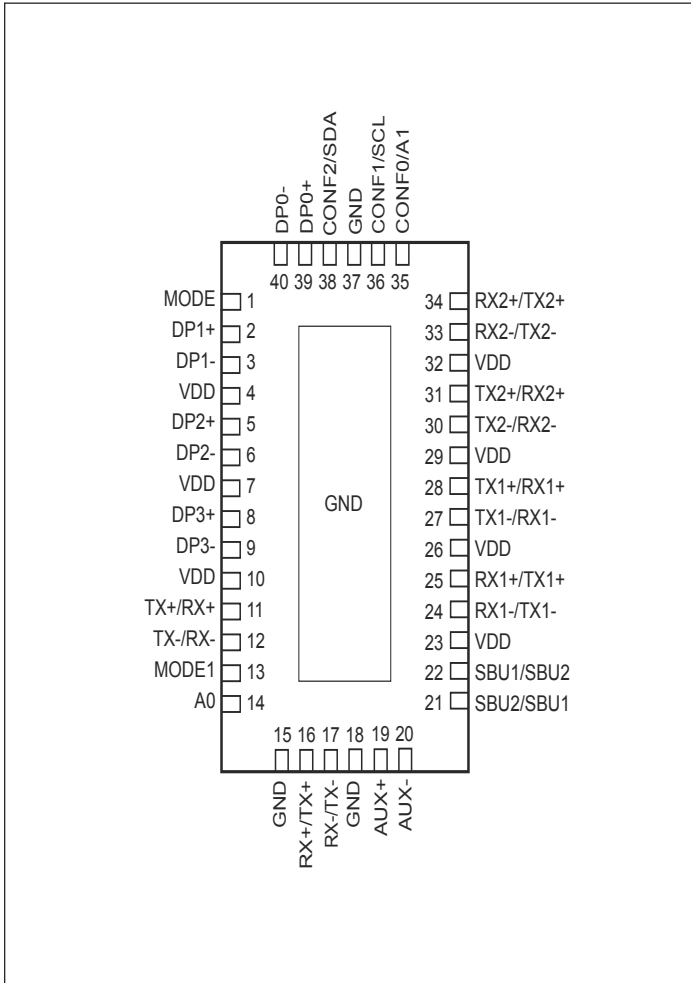 DP0-
DP0+
CONF2/SDA
GND
CONF1/SCL
CONF0/A1
40 39 38 37 36 35
MODE 1
DP1+ 2
DP1- 3
VDD 4
DP2+ 5
DP2- 6
VDD 7
DP3+ 8
DP3- 9
VDD 10
TX+/RX+ 11
TX-/RX- 12
MODE1 13
A0 14
GND
34 RX2+/TX2+
33 RX2-/TX2-
32 VDD
31 TX2+/RX2+
30 TX2-/RX2-
29 VDD
28 TX1+/RX1+
27 TX1-/RX1-
26 VDD
25 RX1+/TX1+
24 RX1-/TX1-
23 VDD
22 SBU1/SBU2
21 SBU2/SBU1
15 16 17 18 19 20
GND
RX+/TX+
RX-/TX-
GND
AUX+
AUX-